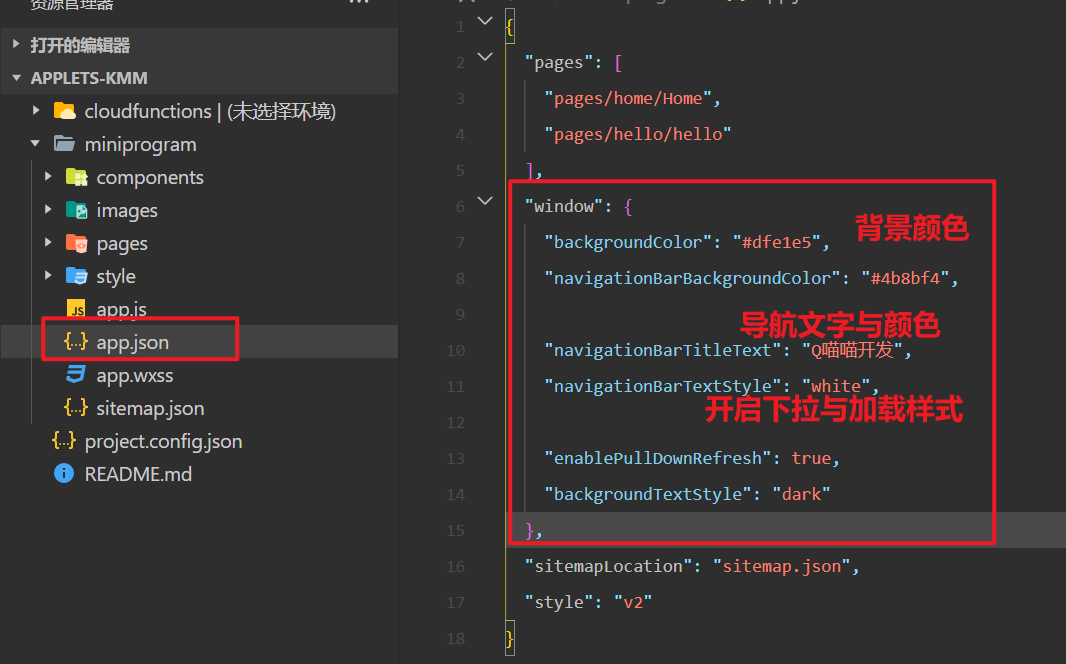 资源管理器
打开的编辑器
APPLETS-KMM
cloudfunctions | (未选择环境)
miniprogram
components
images
pages
style
app.js
app.json
app.wxss
sitemap.json
project.config.json
README.md
1 {
2 "pages": [
3 "pages/home/Home",
4 "pages/hello/hello"
5 ],
6 "window": {
7 "backgroundColor": "#dfe1e5",
背景颜色
8 "navigationBarBackgroundColor": "#4b8bf4",
9
导航文字与颜色
10 "navigationBarTitleText": "Q喵喵开发",
11 "navigationBarTextStyle": "white",
开启下拉与加载样式
12
13 "enablePullDownRefresh": true,
14 "backgroundTextStyle": "dark"
15 },
16 "sitemapLocation": "sitemap.json",
17 "style": "v2"
18 }